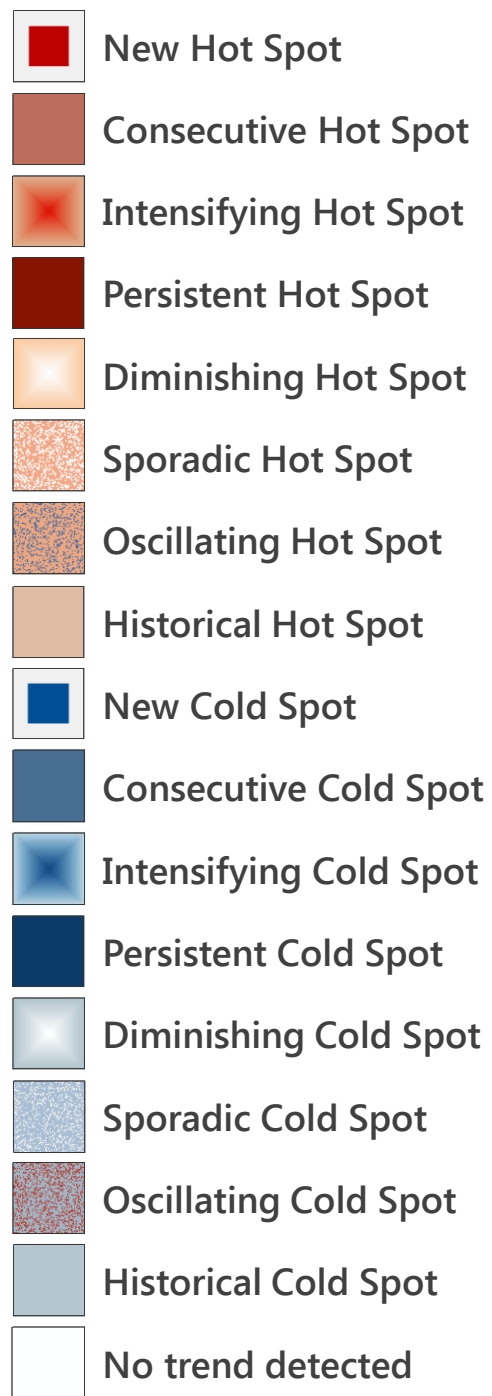 New Hot Spot
Consecutive Hot Spot
Intensifying Hot Spot
Persistent Hot Spot
Diminishing Hot Spot
Sporadic Hot Spot
Oscillating Hot Spot
Historical Hot Spot
New Cold Spot
Consecutive Cold Spot
Intensifying Cold Spot
Persistent Cold Spot
Diminishing Cold Spot
Sporadic Cold Spot
Oscillating Cold Spot
Historical Cold Spot
No trend detected